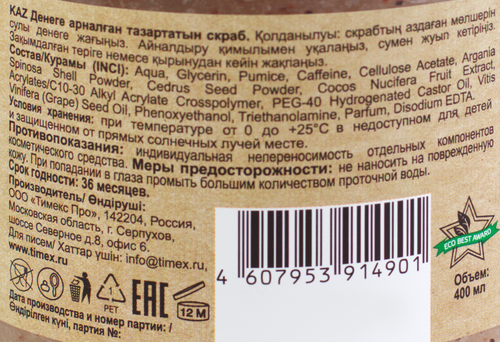 KAZ Денеге арналған тазартатын скраб. Қолданылуы: скрабтың аздаған мөлшерін
сулы денеге жағыңыз. Айналдыру қимылымен уқалаңыз, сумен жуып кетіріңіз.
Зақымдалған теріге немесе қырынудан кейін жақпаңыз.
Состав/Құрамы (INCI): Aqua, Glycerin, Pumice, Caffeine, Cellulose Acetate, Argania
Spinosa Shell Powder, Cedrus Seed Powder, Cocos Nucifera Fruit Extract,
Acrylates/C10-30 Alkyl Acrylate Crosspolymer, PEG-40 Hydrogenated Castor Oil, Vitis
Vinifera (Grape) Seed Oil, Phenoxyethanol, Triethanolamine, Parfum, Disodium EDTA.
Условия хранения: при температуре от 0 до +25°С в недоступном для детей
и защищенном от прямых солнечных лучей месте.
Противопоказания: индивидуальная непереносимость отдельных компонентов
косметического средства. Меры предосторожности: не наносить на поврежденную
кожу. При попадании в глаза промыть большим количеством проточной воды.
Срок годности: 36 месяцев.
Производитель/ Өндіруші:
ООО «Тимекс Про», 142204, Россия,
Московская область, г. Серпухов,
шоссе Северное д.8, офис 6.
Для писем/ Хаттар үшін: info@timex.ru,
www.timex.ru
1
PET
EAC
12 M
Дата производства и номер партии: /
Өндірілген күні, партия №:
4 607953 914901
ECO BEST AWARD
Объем:
400 мл